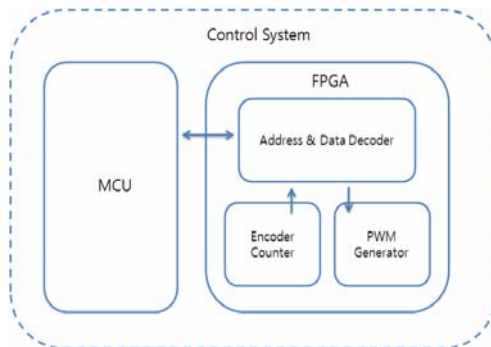 Control System
FPGA
Address & Data Decoder
MCU
Encoder
Counter
PWM
Generator